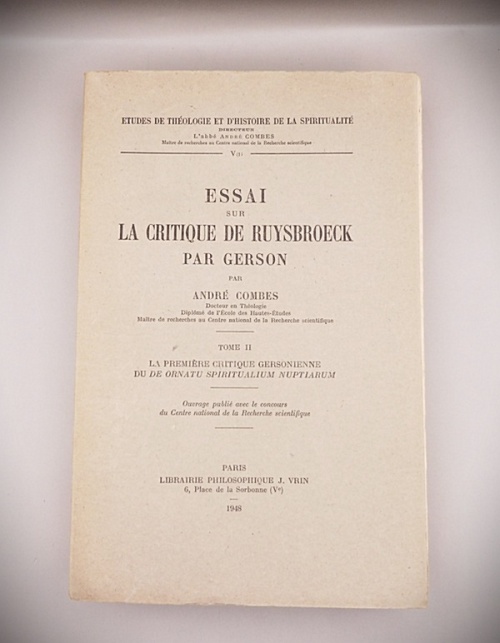 ETUDES DE THÉOLOGIE ET D'HISTOIRE DE LA SPIRITUALITÉ
DIRECTEUR
L'abbé André COMBES
Maître de recherches au Centre national de la Recherche scientifique
ESSAI
SUR
LA CRITIQUE DE RUYSBROECK
PAR GERSON
PAR
ANDRÉ COMBES
Docteur en Théologie
Diplômé de l'École des Hautes-Etudes
Maître de recherches au Centre national de la Recherche scientifique
TOME II
LA PREMIÈRE CRITIQUE GERSONIENNE
DU DE ORNATU SPIRITUALIUM NUPTIARUM
Ouvrage publié avec le concours
du Centre national de la Recherche scientifique
PARIS
LIBRAIRIE PHILOSOPHIQUE J. VRIN
6, Place de la Sorbonne (Ve)
1948